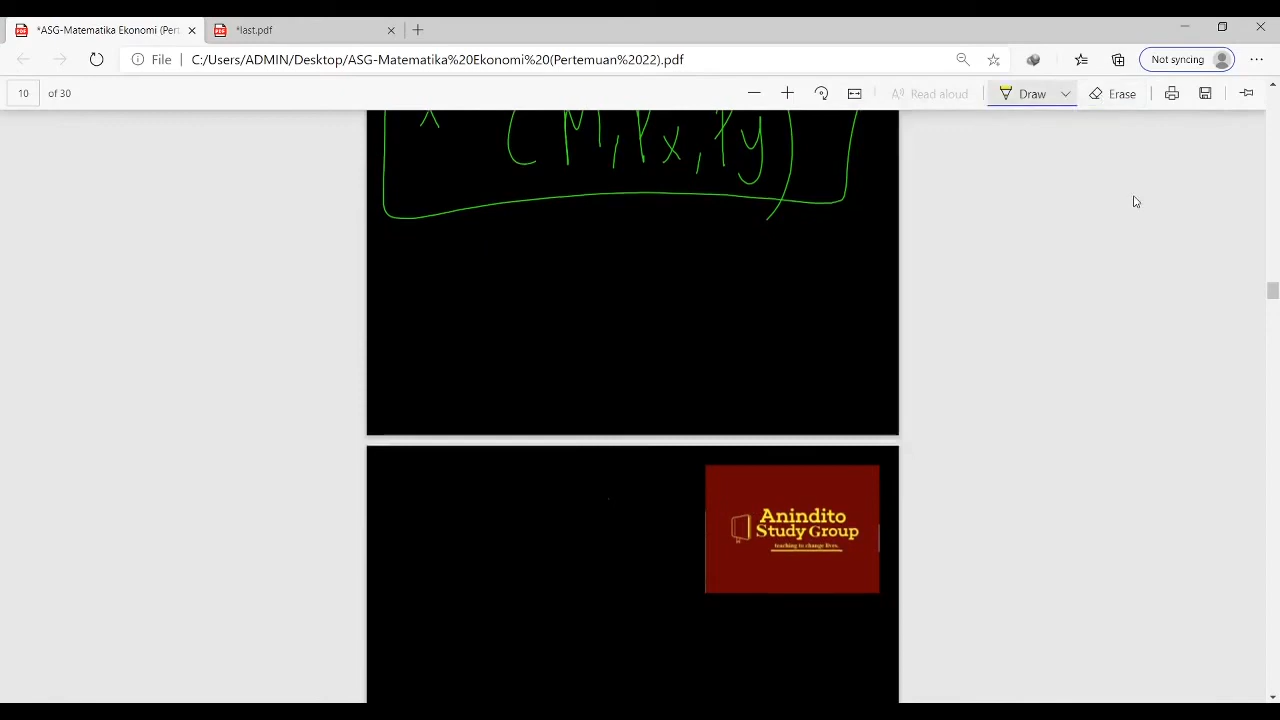 *ASG-Matematika Ekonomi (Per
*last.pdf
File
C:/Users/ADMIN/Desktop/ASG-Matematika%20Ekonomi%20(Pertemuan%2022).pdf
Not syncing
10 of 30
Read aloud
Draw
Erase
x (M, Px, Py)
Anindito
Study Group
teaching to change lives.